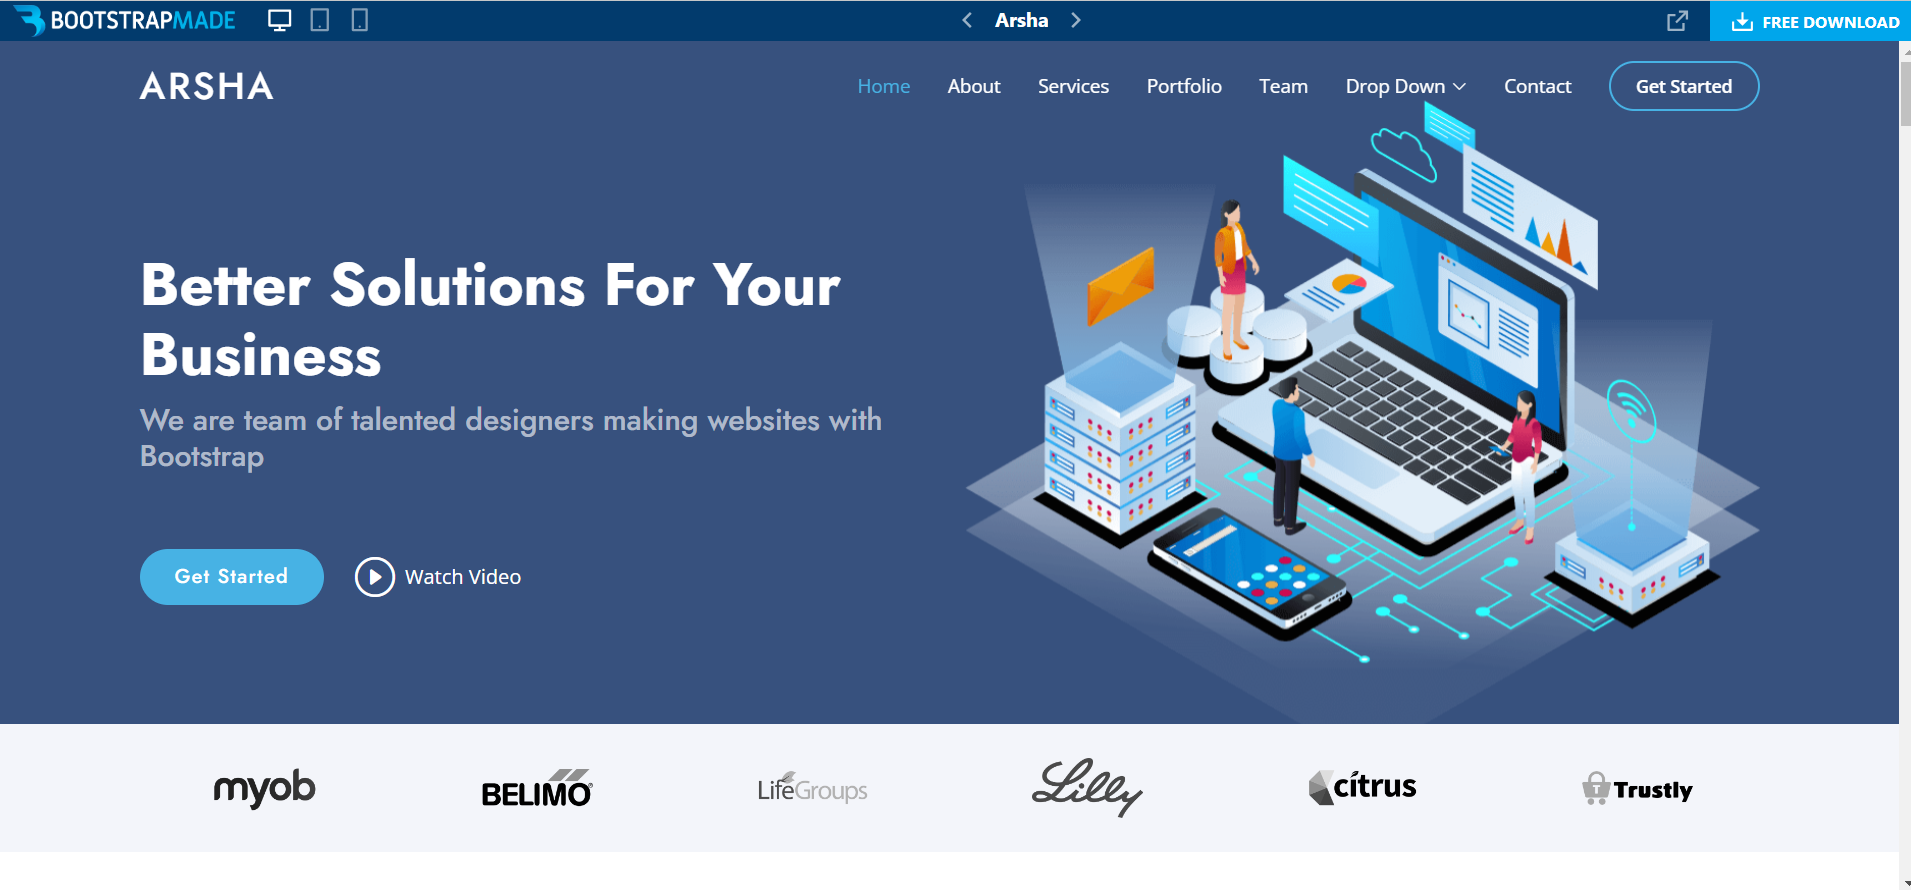 BOOTSTRAPMADE
Arsha
FREE DOWNLOAD
ARSHA
Home
About
Services
Portfolio
Team
Drop Down
Contact
Get Started
Better Solutions For Your
Business
We are team of talented designers making websites with
Bootstrap
Get Started
Watch Video
myob
BELIMO®
LifeGroups
Lilly
cítrus
T
Trustly